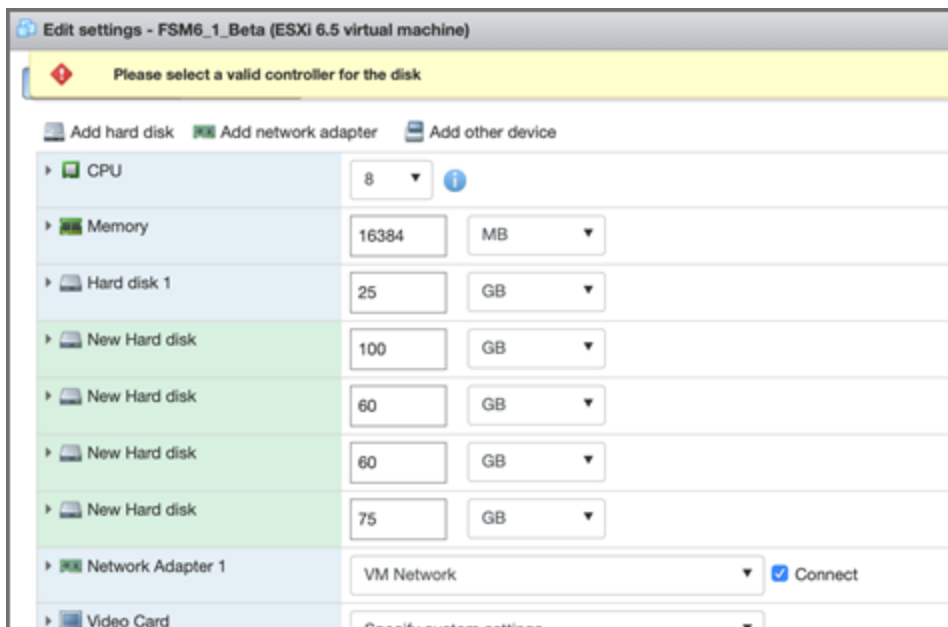 Edit settings - FSM6_1_Beta (ESXi 6.5 virtual machine)
Please select a valid controller for the disk
Add hard disk Add network adapter Add other device
CPU 8
Memory 16384 MB
Hard disk 1 25 GB
New Hard disk 100 GB
New Hard disk 60 GB
New Hard disk 60 GB
New Hard disk 75 GB
Network Adapter 1 VM Network Connect
Video Card Specify custom settings